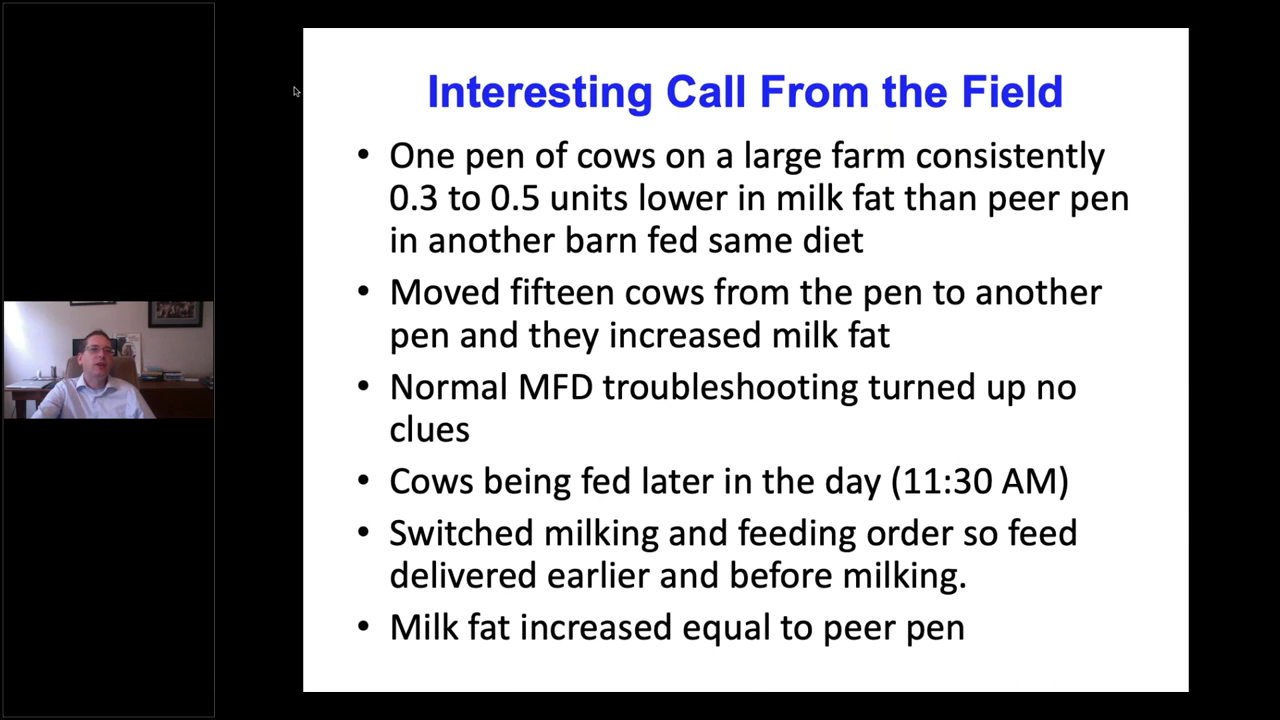 Interesting Call From the Field
• One pen of cows on a large farm consistently
0.3 to 0.5 units lower in milk fat than peer pen
in another barn fed same diet
• Moved fifteen cows from the pen to another
pen and they increased milk fat
• Normal MFD troubleshooting turned up no
clues
• Cows being fed later in the day (11:30 AM)
• Switched milking and feeding order so feed
delivered earlier and before milking.
• Milk fat increased equal to peer pen